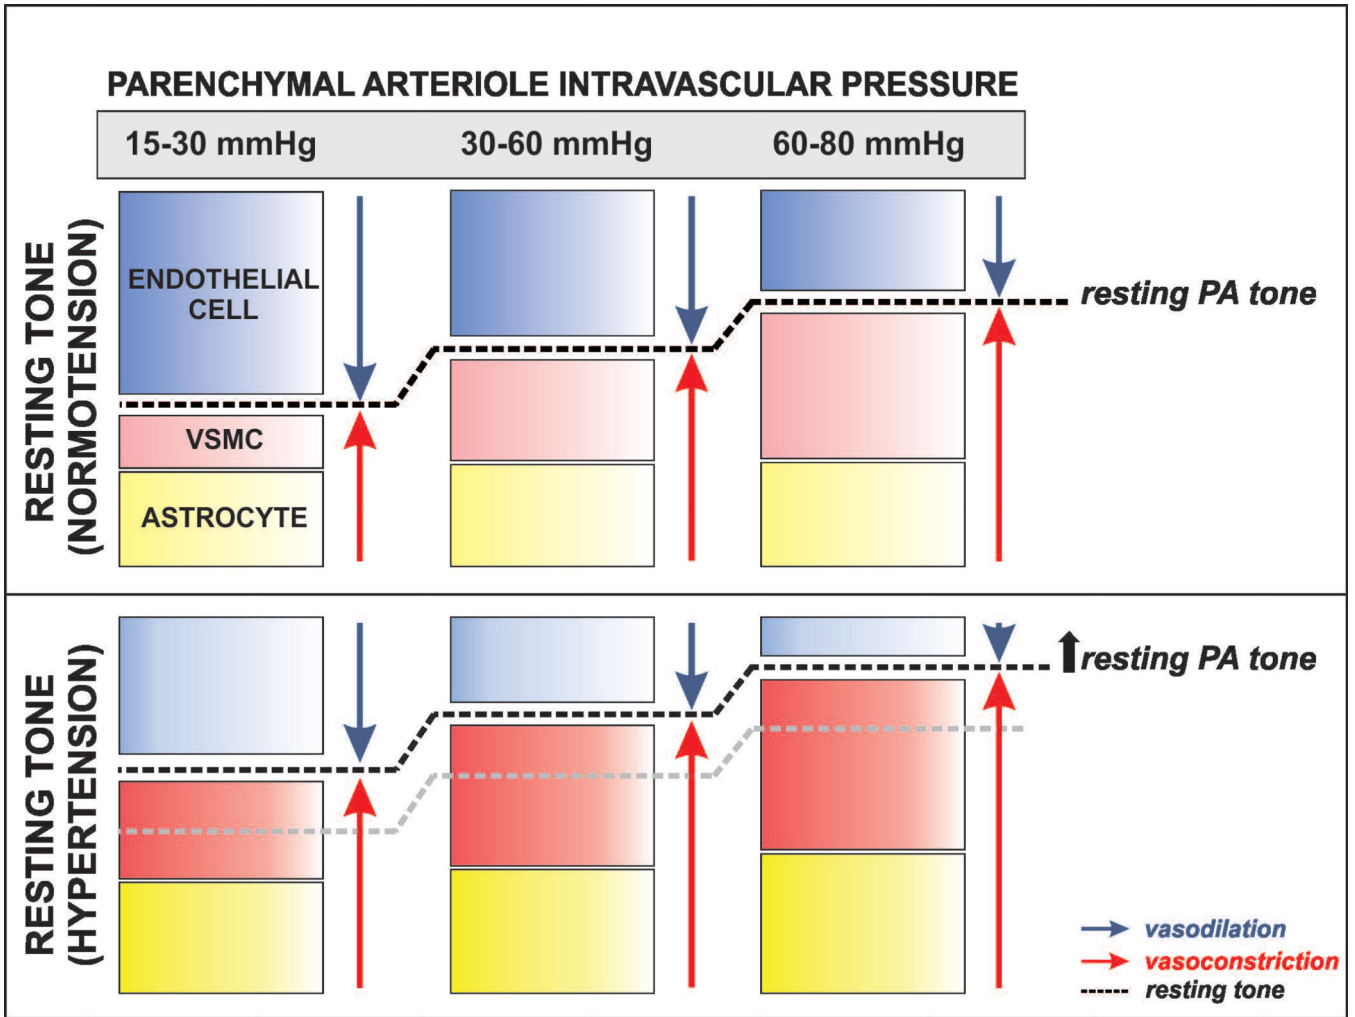 PARENCHYMAL ARTERIOLE INTRAVASCULAR PRESSURE
15-30 mmHg 30-60 mmHg 60-80 mmHg
RESTING TONE
(NORMOTENSION)
ENDOTHELIAL
CELL
VSMC
ASTROCYTE
resting PA tone
RESTING TONE
(HYPERTENSION)
resting PA tone
vasodilation
vasoconstriction
resting tone